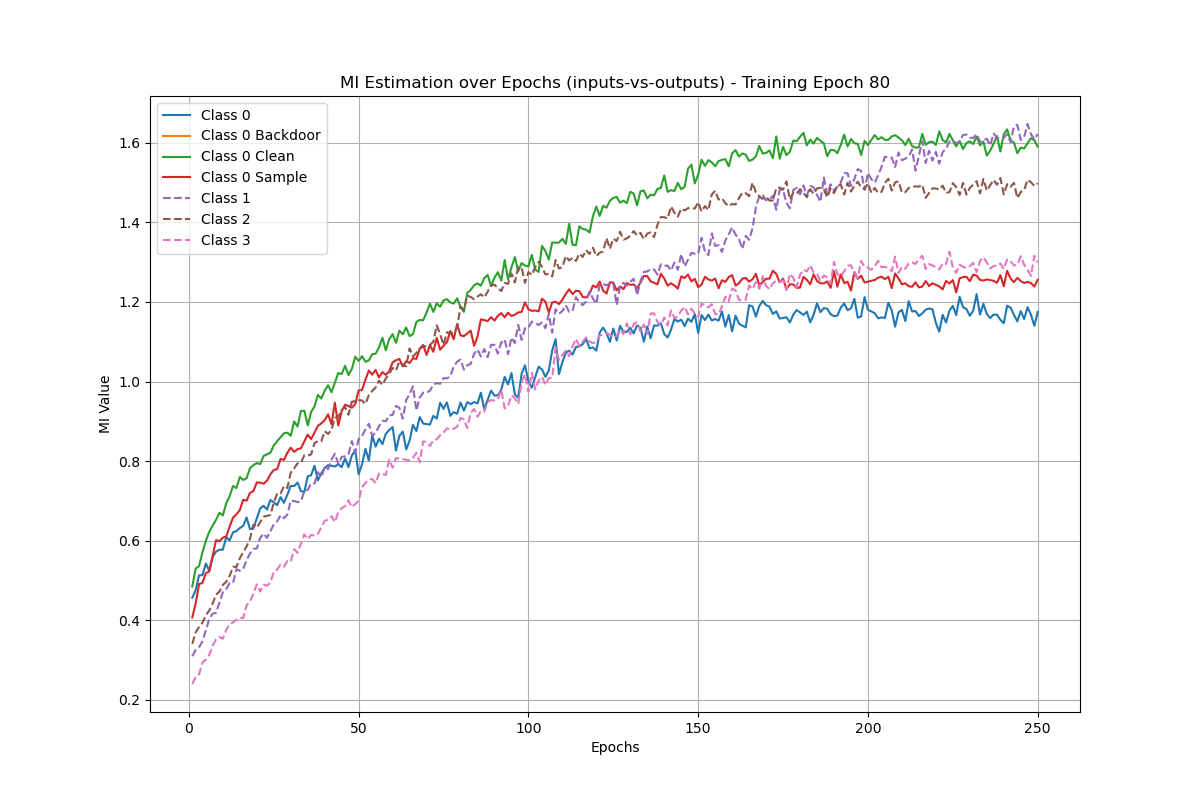 MI Estimation over Epochs (inputs-vs-outputs) - Training Epoch 80
Class 0
Class 0 Backdoor
Class 0 Clean
Class 0 Sample
Class 1
Class 2
Class 3
MI Value
1.6
1.4
1.2
1.0
0.8
0.6
0.4
0.2
0
50
100
150
200
250
Epochs